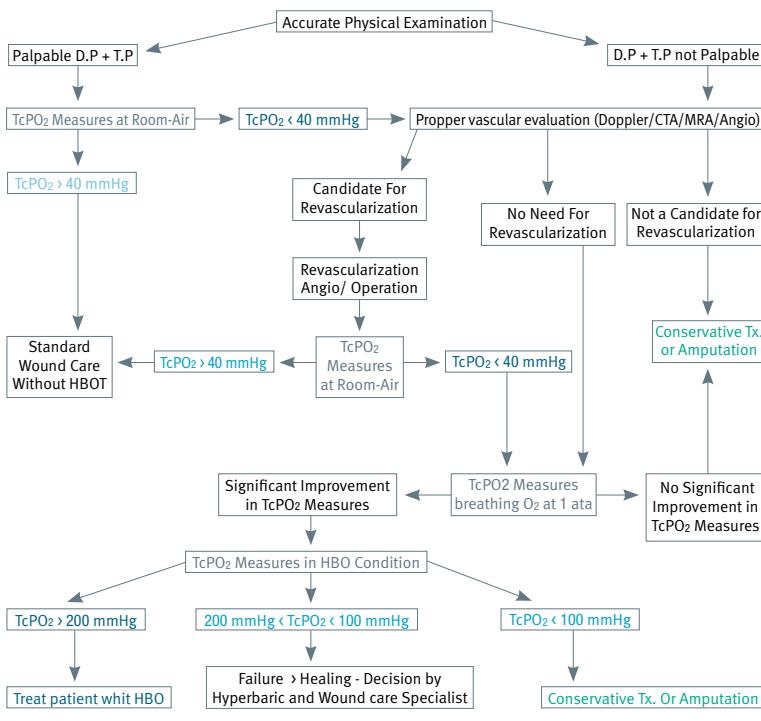 Accurate Physical Examination
Palpable D.P + T.P
D.P + T.P not Palpable
TcPO2 Measures at Room-Air
TcPO2 < 40 mmHg
Propper vascular evaluation (Doppler/CTA/MRA/Angio)
TcPO2 > 40 mmHg
Candidate For
Revascularization
No Need For
Revascularization
Not a Candidate for
Revascularization
Revascularization
Angio/ Operation
Standard
Wound Care
Without HBOT
TcPO2 > 40 mmHg
TcPO2
Measures
at Room-Air
TcPO2 < 40 mmHg
Conservative Tx.
or Amputation
Significant Improvement
in TcPO2 Measures
TcPO2 Measures
breathing O2 at 1 ata
No Significant
Improvement in
TcPO2 Measures
TcPO2 Measures in HBO Condition
TcPO2 > 200 mmHg
200 mmHg < TcPO2 < 100 mmHg
TcPO2 < 100 mmHg
Treat patient whit HBO
Failure > Healing - Decision by
Hyperbaric and Wound care Specialist
Conservative Tx. Or Amputation